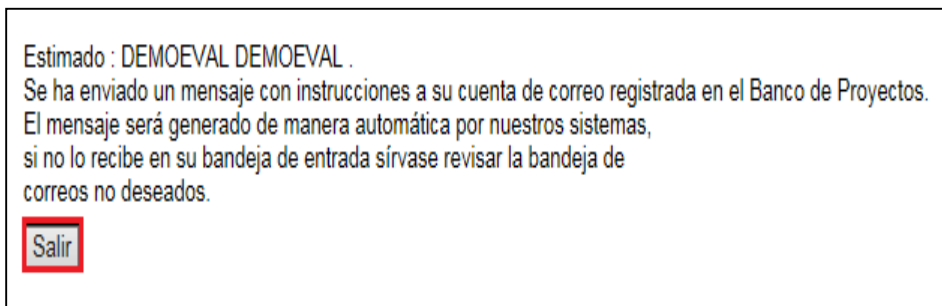 Estimado : DEMOEVAL DEMOEVAL .
Se ha enviado un mensaje con instrucciones a su cuenta de correo registrada en el Banco de Proyectos.
El mensaje será generado de manera automática por nuestros sistemas,
si no lo recibe en su bandeja de entrada sírvase revisar la bandeja de
correos no deseados.
Salir